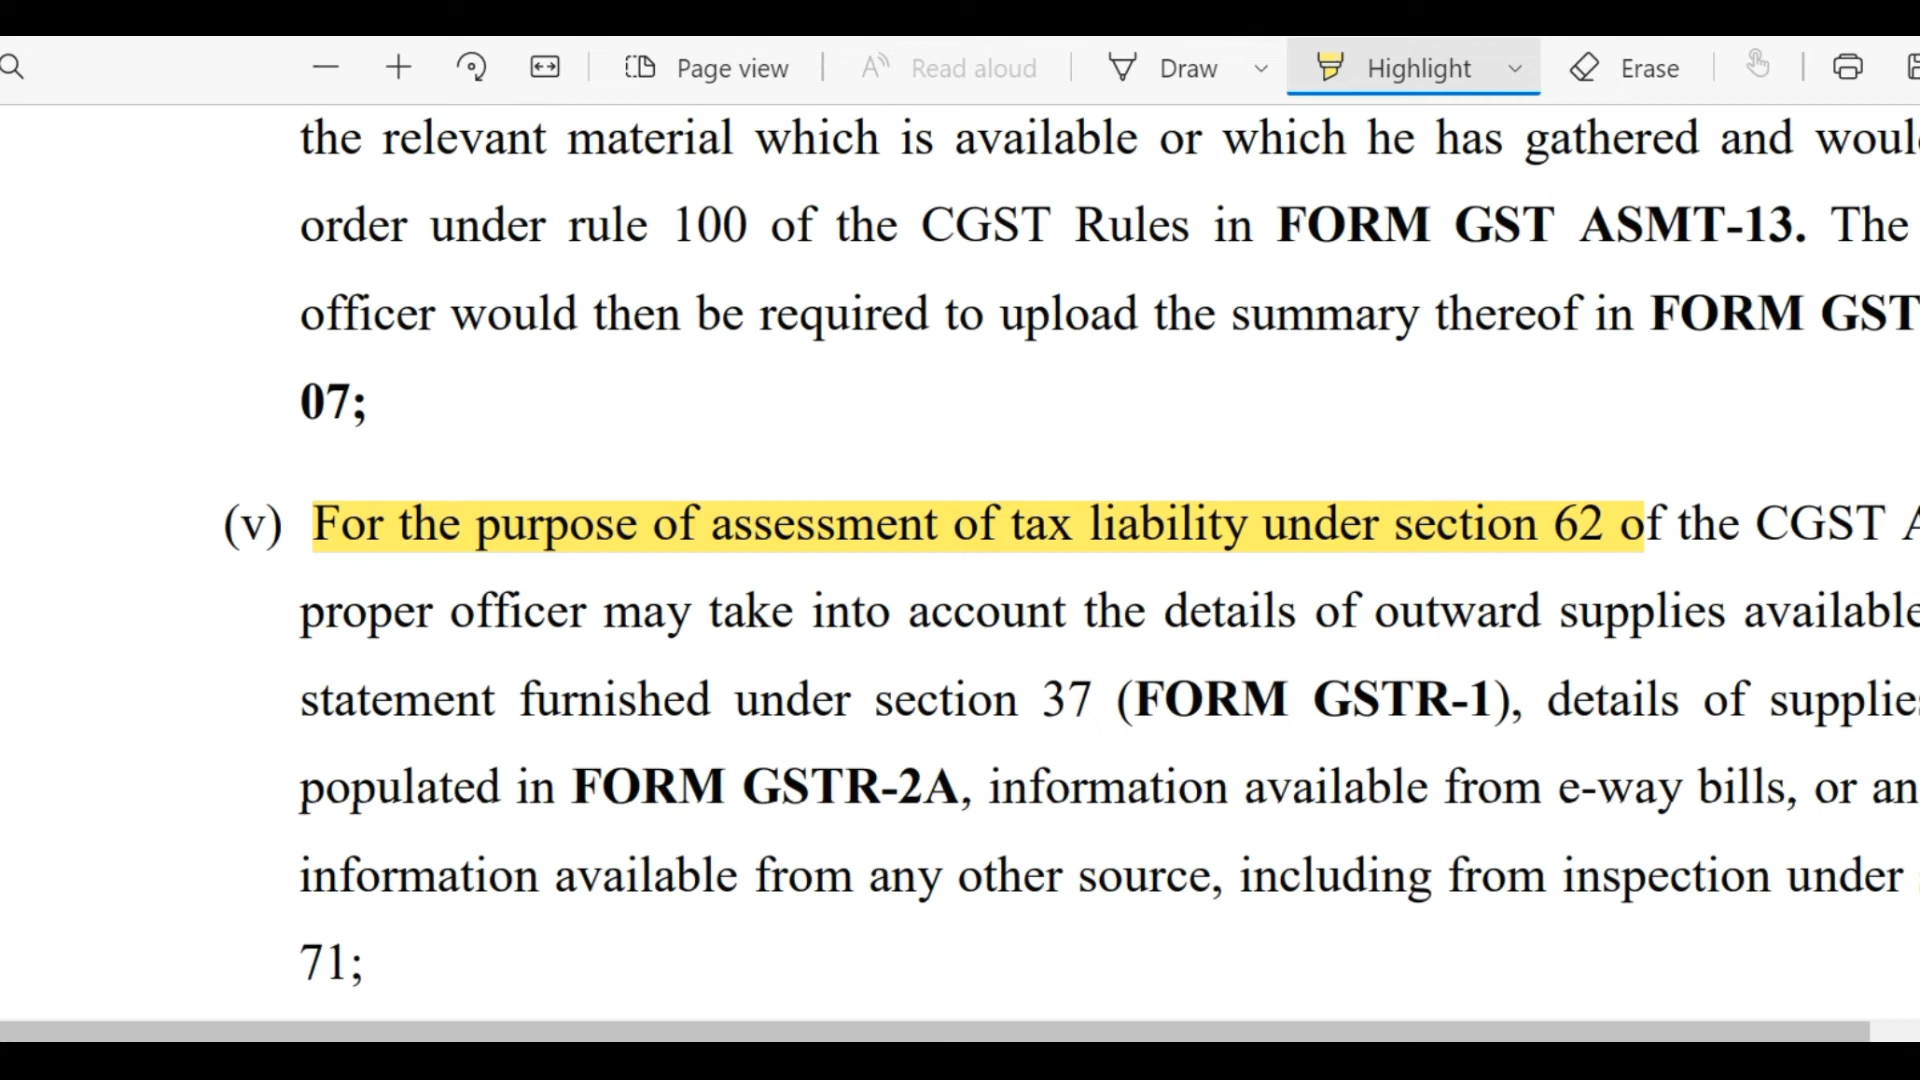 Page view
Read aloud
Draw
Highlight
Erase
the relevant material which is available or which he has gathered and
order under rule 100 of the CGST Rules in FORM GST ASMT-13. The
officer would then be required to upload the summary thereof in FORM GST
07;
(v) For the purpose of assessment of tax liability under section 62 of the CGST
proper officer may take into account the details of outward supplies available
statement furnished under section 37 (FORM GSTR-1), details of supplies
populated in FORM GSTR-2A, information available from e-way bills, or
information available from any other source, including from inspection under
71;